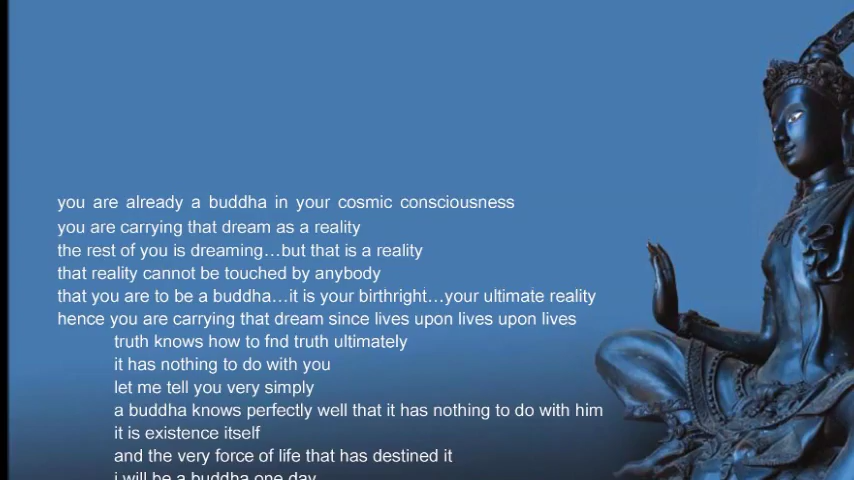 you are already a buddha in your cosmic consciousness
you are carrying that dream as a reality
the rest of you is dreaming…but that is a reality
that reality cannot be touched by anybody
that you are to be a buddha…it is your birthright…your ultimate reality
hence you are carrying that dream since lives upon lives upon lives
truth knows how to fnd truth ultimately
it has nothing to do with you
let me tell you very simply
a buddha knows perfectly well that it has nothing to do with him
it is existence itself
and the very force of life that has destined it
i will be a buddha one day